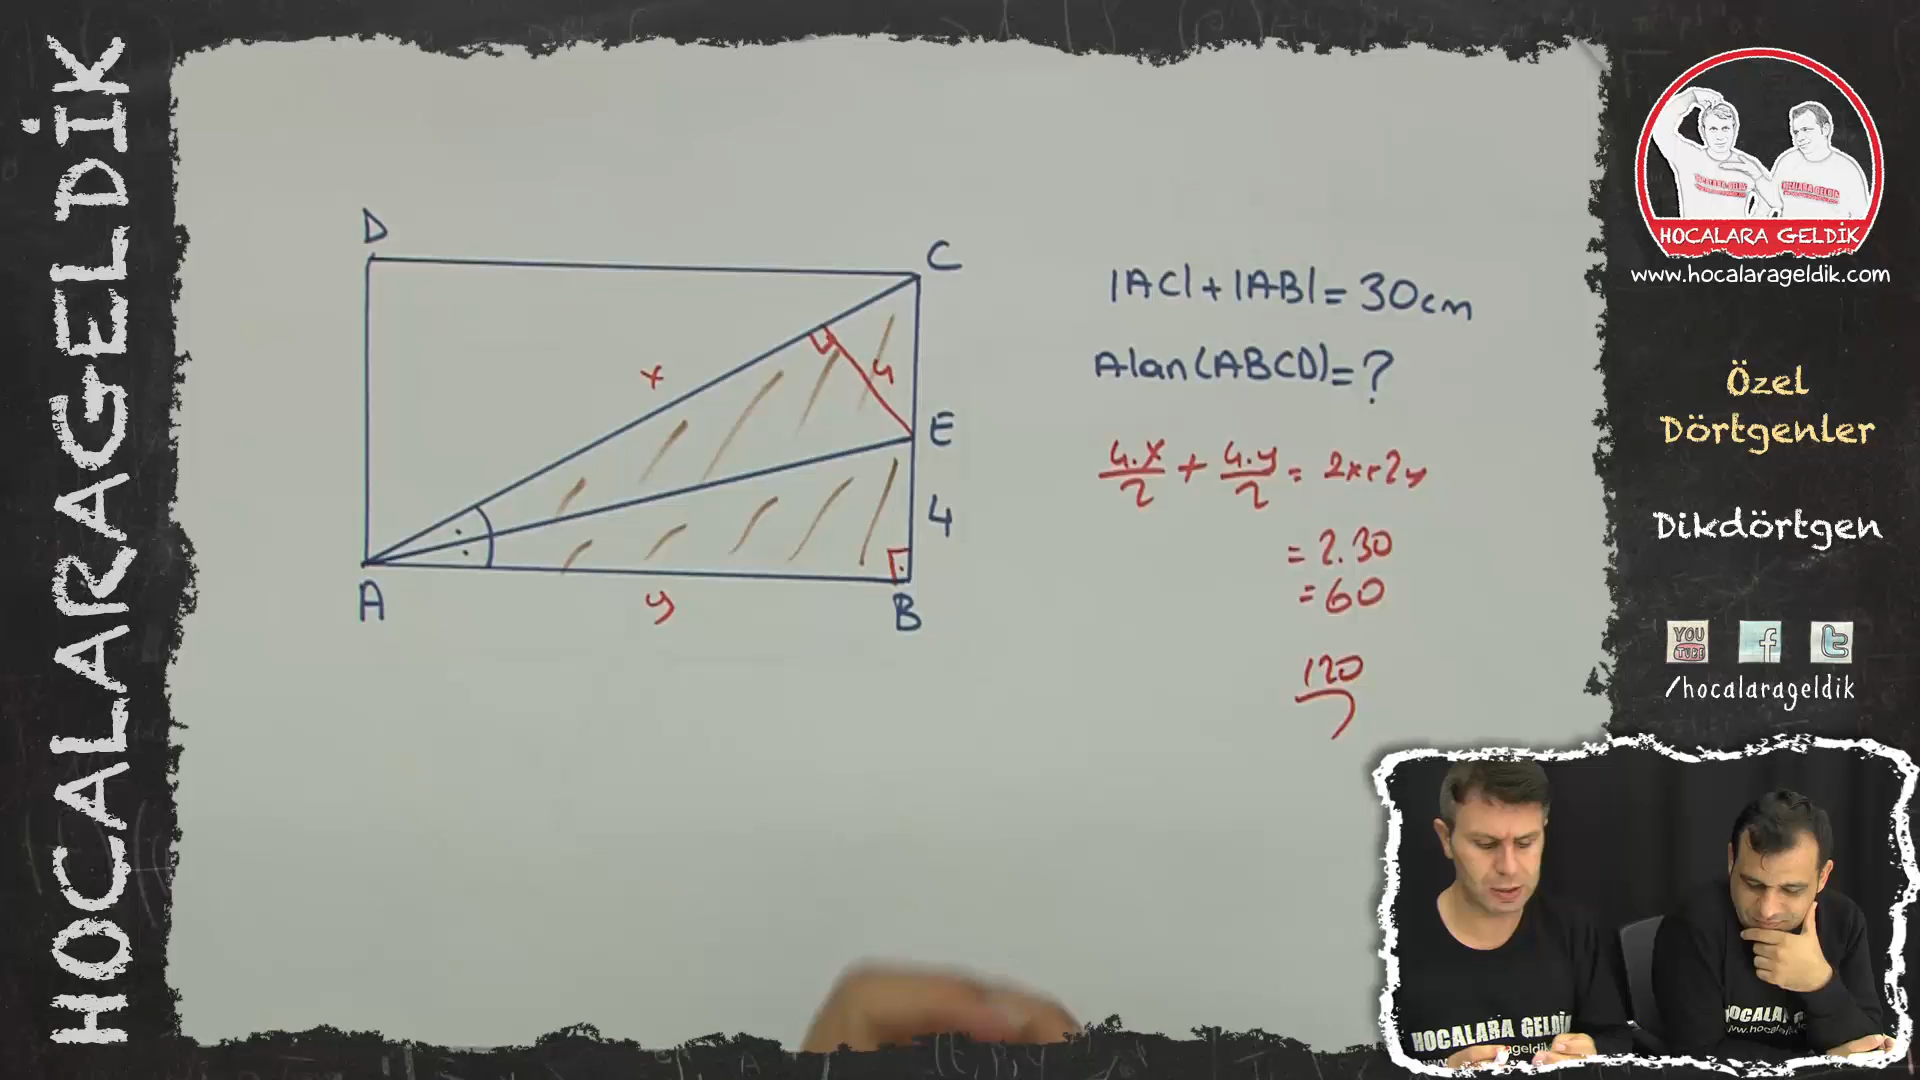 HOCALARAGELDİK
D
C
x
4
E
4
A
y
B
|AC|+|AB|=30cm
Alan(ABCD)=?
4.x/2 + 4.y/2 = 2x+2y
= 2.30
= 60
120
HOCALARA GELDİK
www.hocalarageldik.com
Özel
Dörtgenler
Dikdörtgen
YOU
TUBE
f
t
/hocalarageldik
HOCALARA GELDİ
HOCALA